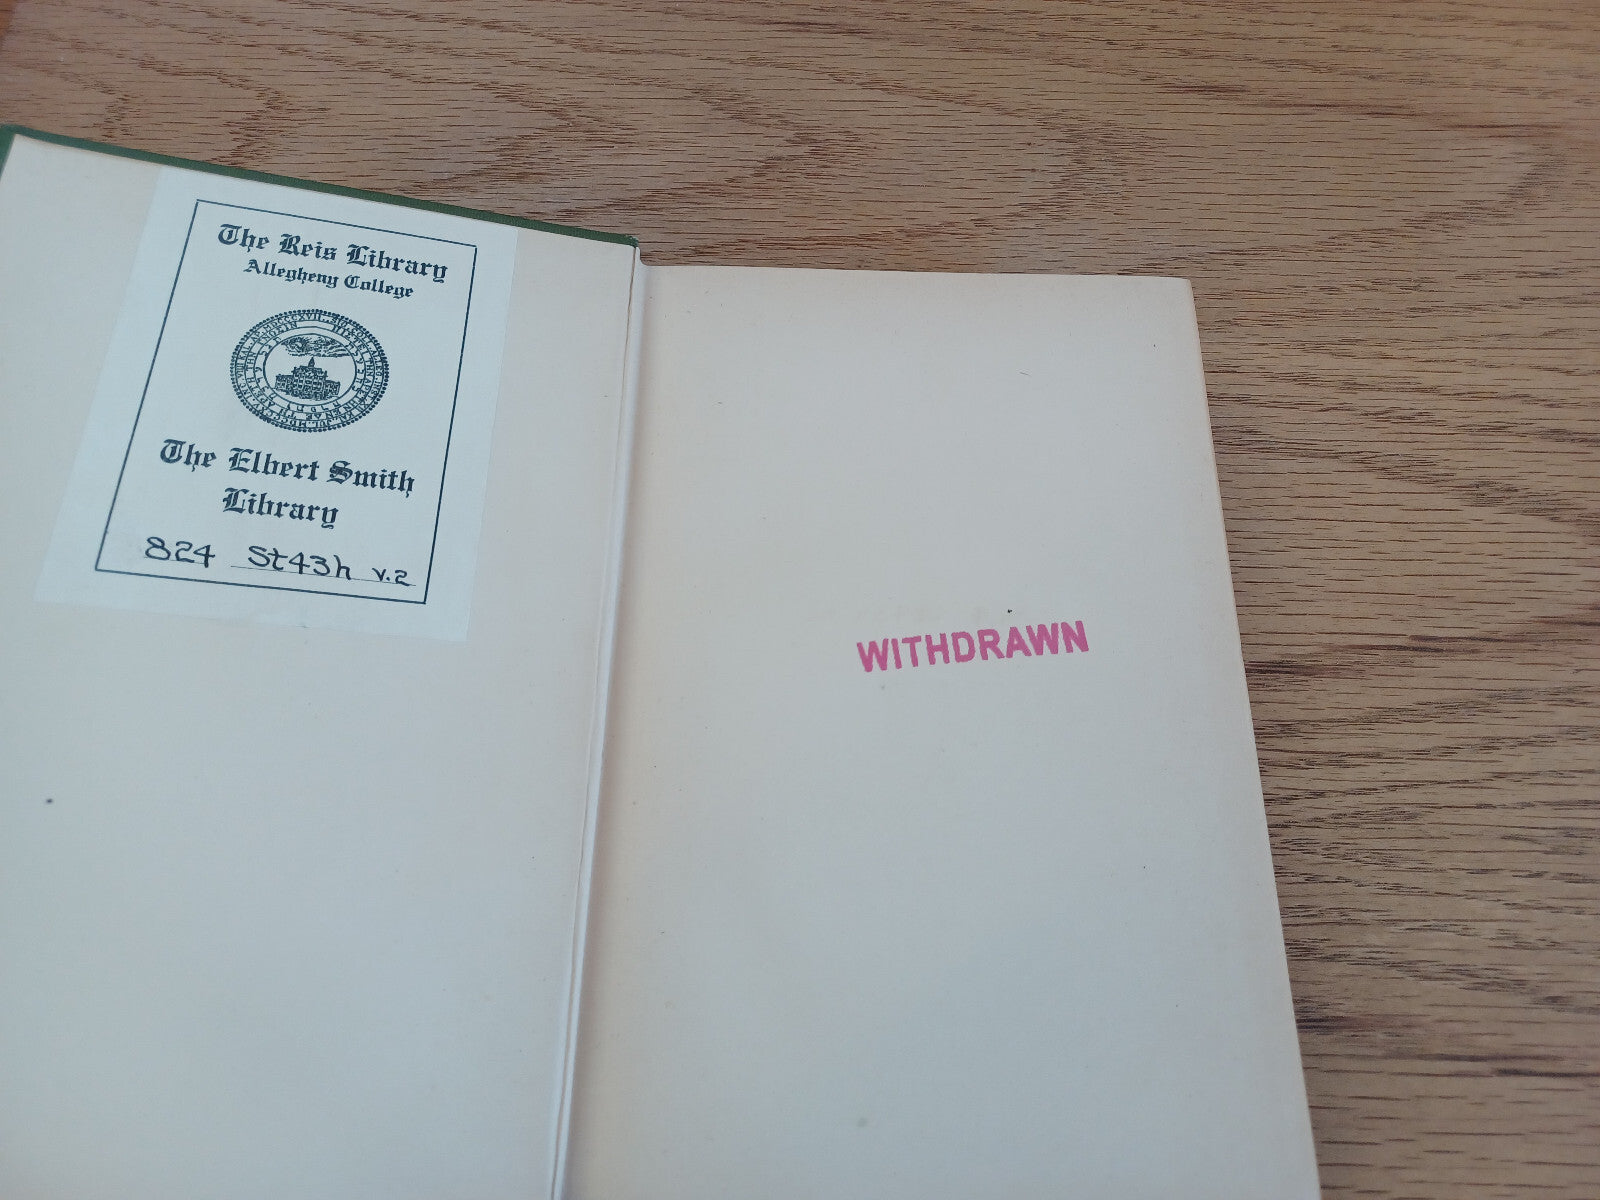 The Reis Library
Allegheny College
The Elbert Smith
Library
824 St43h v.2
WITHDRAWN